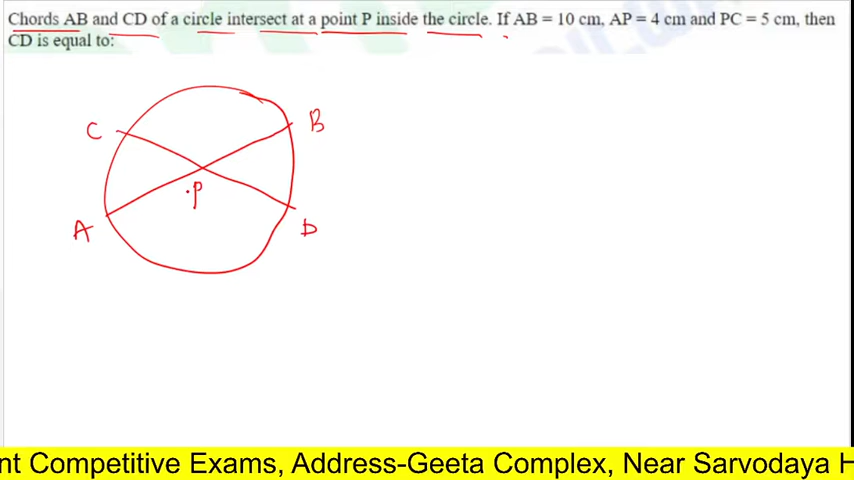 Chords AB and CD of a circle intersect at a point P inside the circle. If AB = 10 cm, AP = 4 cm and PC = 5 cm, then
CD is equal to:
C
B
P
A
D
nt Competitive Exams, Address-Geeta Complex, Near Sarvodaya H